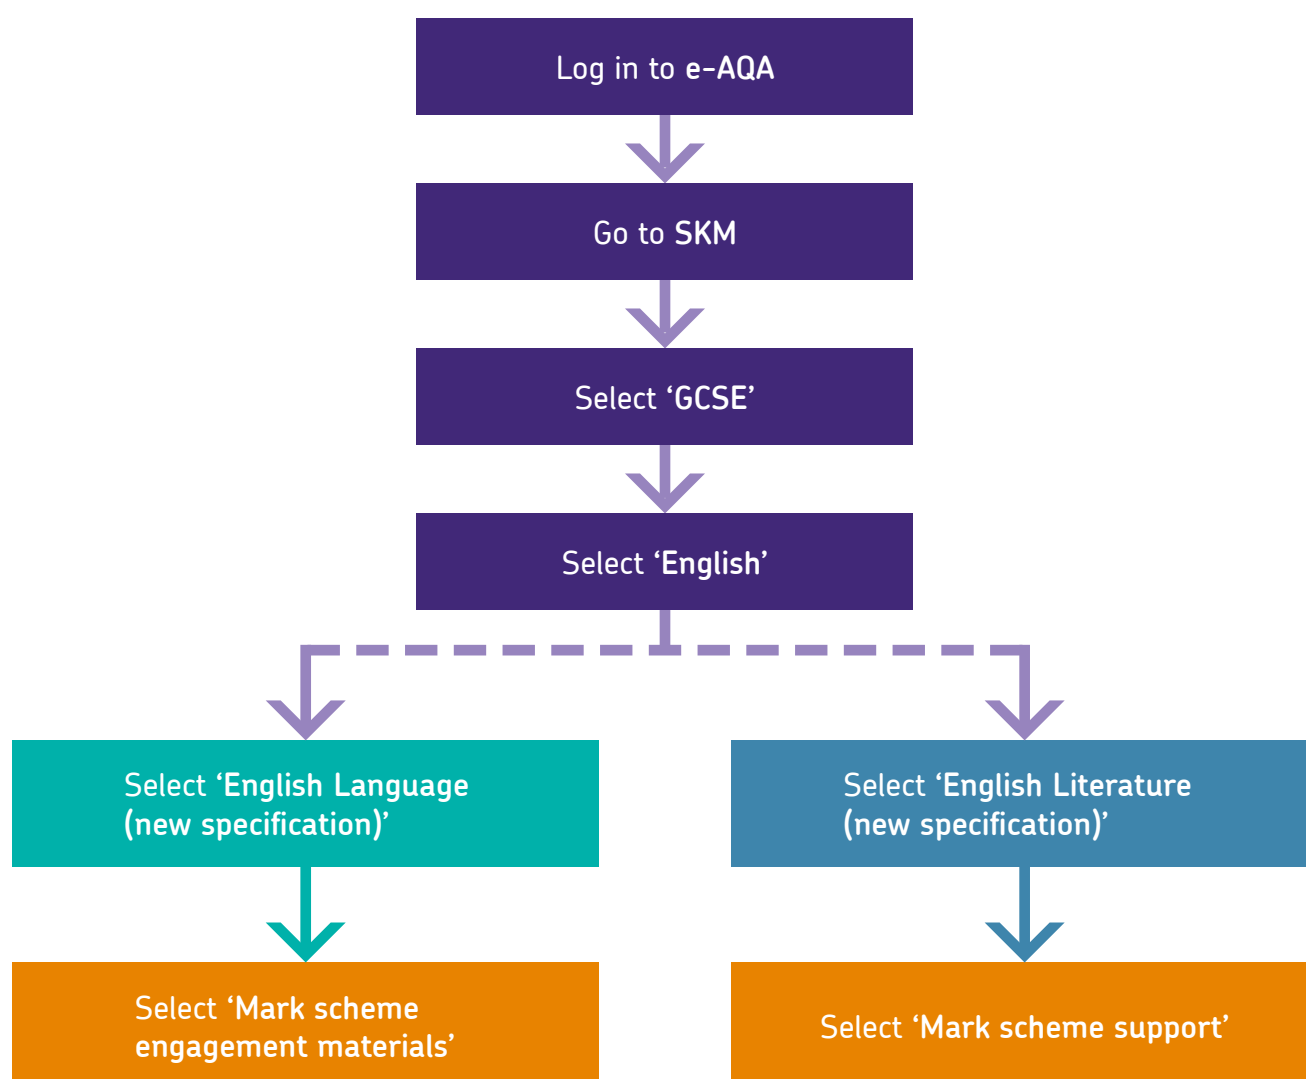 Log in to e-AQA
Go to SKM
Select ‘GCSE’
Select ‘English’
Select ‘English Language
(new specification)’
Select ‘English Literature
(new specification)’
Select ‘Mark scheme
engagement materials’
Select ‘Mark scheme support’